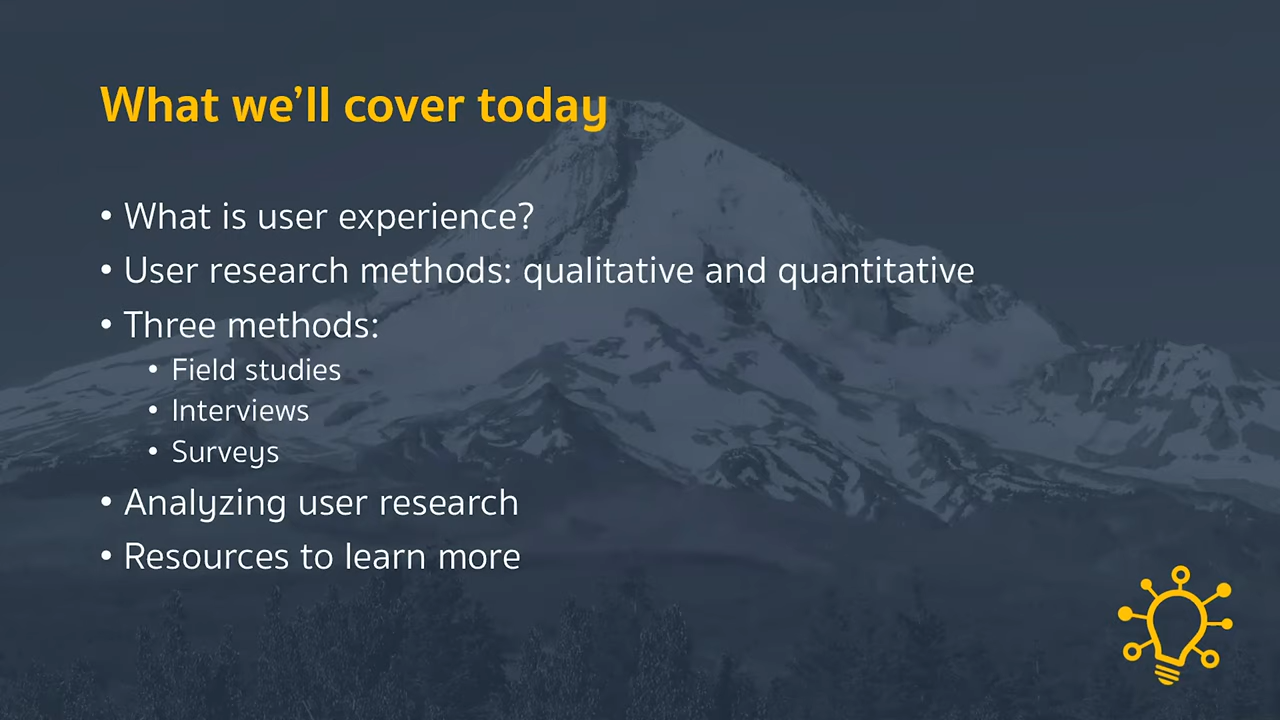 What we’ll cover today
• What is user experience?
• User research methods: qualitative and quantitative
• Three methods:
• Field studies
• Interviews
• Surveys
• Analyzing user research
• Resources to learn more